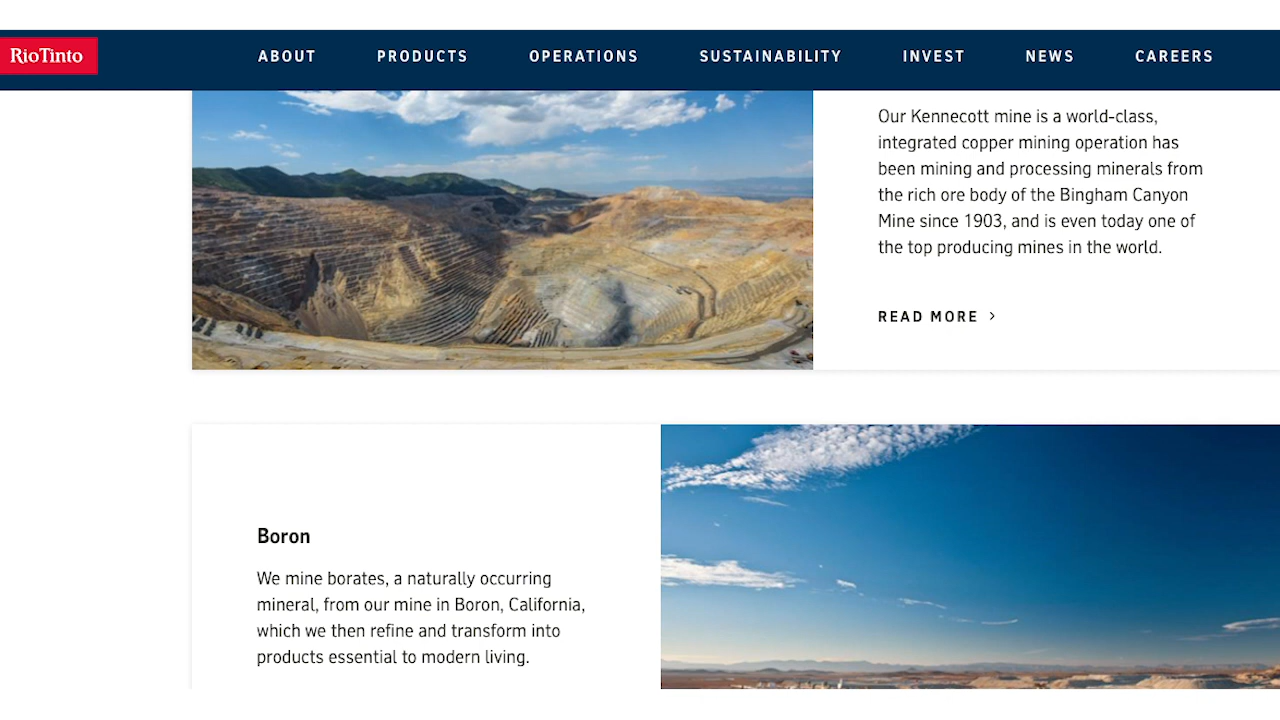 RioTinto
ABOUT PRODUCTS OPERATIONS SUSTAINABILITY INVEST NEWS CAREERS
Our Kennecott mine is a world-class,
integrated copper mining operation has
been mining and processing minerals from
the rich ore body of the Bingham Canyon
Mine since 1903, and is even today one of
the top producing mines in the world.
READ MORE >
Boron
We mine borates, a naturally occurring
mineral, from our mine in Boron, California,
which we then refine and transform into
products essential to modern living.